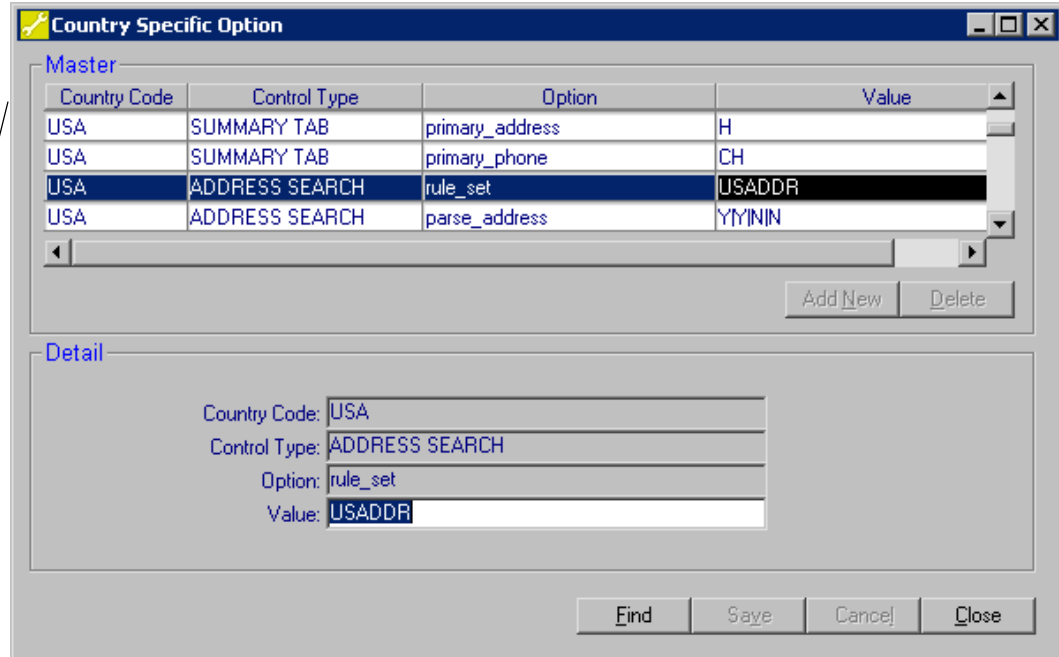 Country Specific Option
Master
Country Code Control Type Option Value
USA SUMMARY TAB primary_address H
USA SUMMARY TAB primary_phone CH
USA ADDRESS SEARCH rule_set USADDR
USA ADDRESS SEARCH parse_address Y|Y|N|N
Add New Delete
Detail
Country Code: USA
Control Type: ADDRESS SEARCH
Option: rule_set
Value: USADDR
Find Save Cancel Close